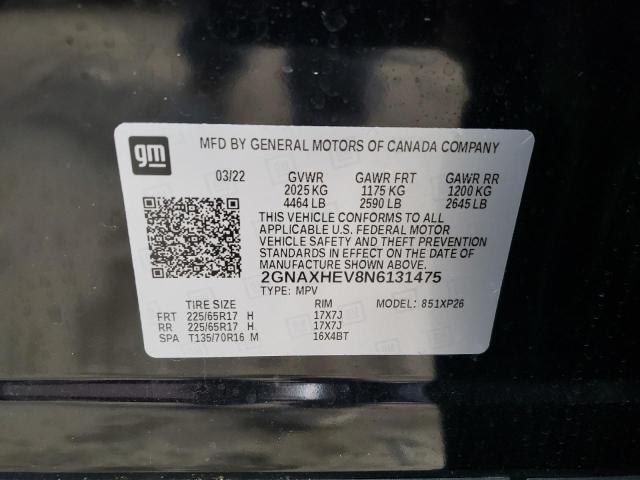 gm
MFD BY GENERAL MOTORS OF CANADA COMPANY
03/22 GVWR GAWR FRT GAWR RR
2025 KG 1175 KG 1200 KG
4464 LB 2590 LB 2645 LB
THIS VEHICLE CONFORMS TO ALL
APPLICABLE U.S. FEDERAL MOTOR
VEHICLE SAFETY AND THEFT PREVENTION
STANDARDS IN EFFECT ON THE DATE OF
MANUFACTURE SHOWN ABOVE.
2GNAXHEV8N6131475
TYPE: MPV
TIRE SIZE RIM MODEL: 851XP26
FRT 225/65R17 H 17X7J
RR 225/65R17 H 17X7J
SPA T135/70R16 M 16X4BT